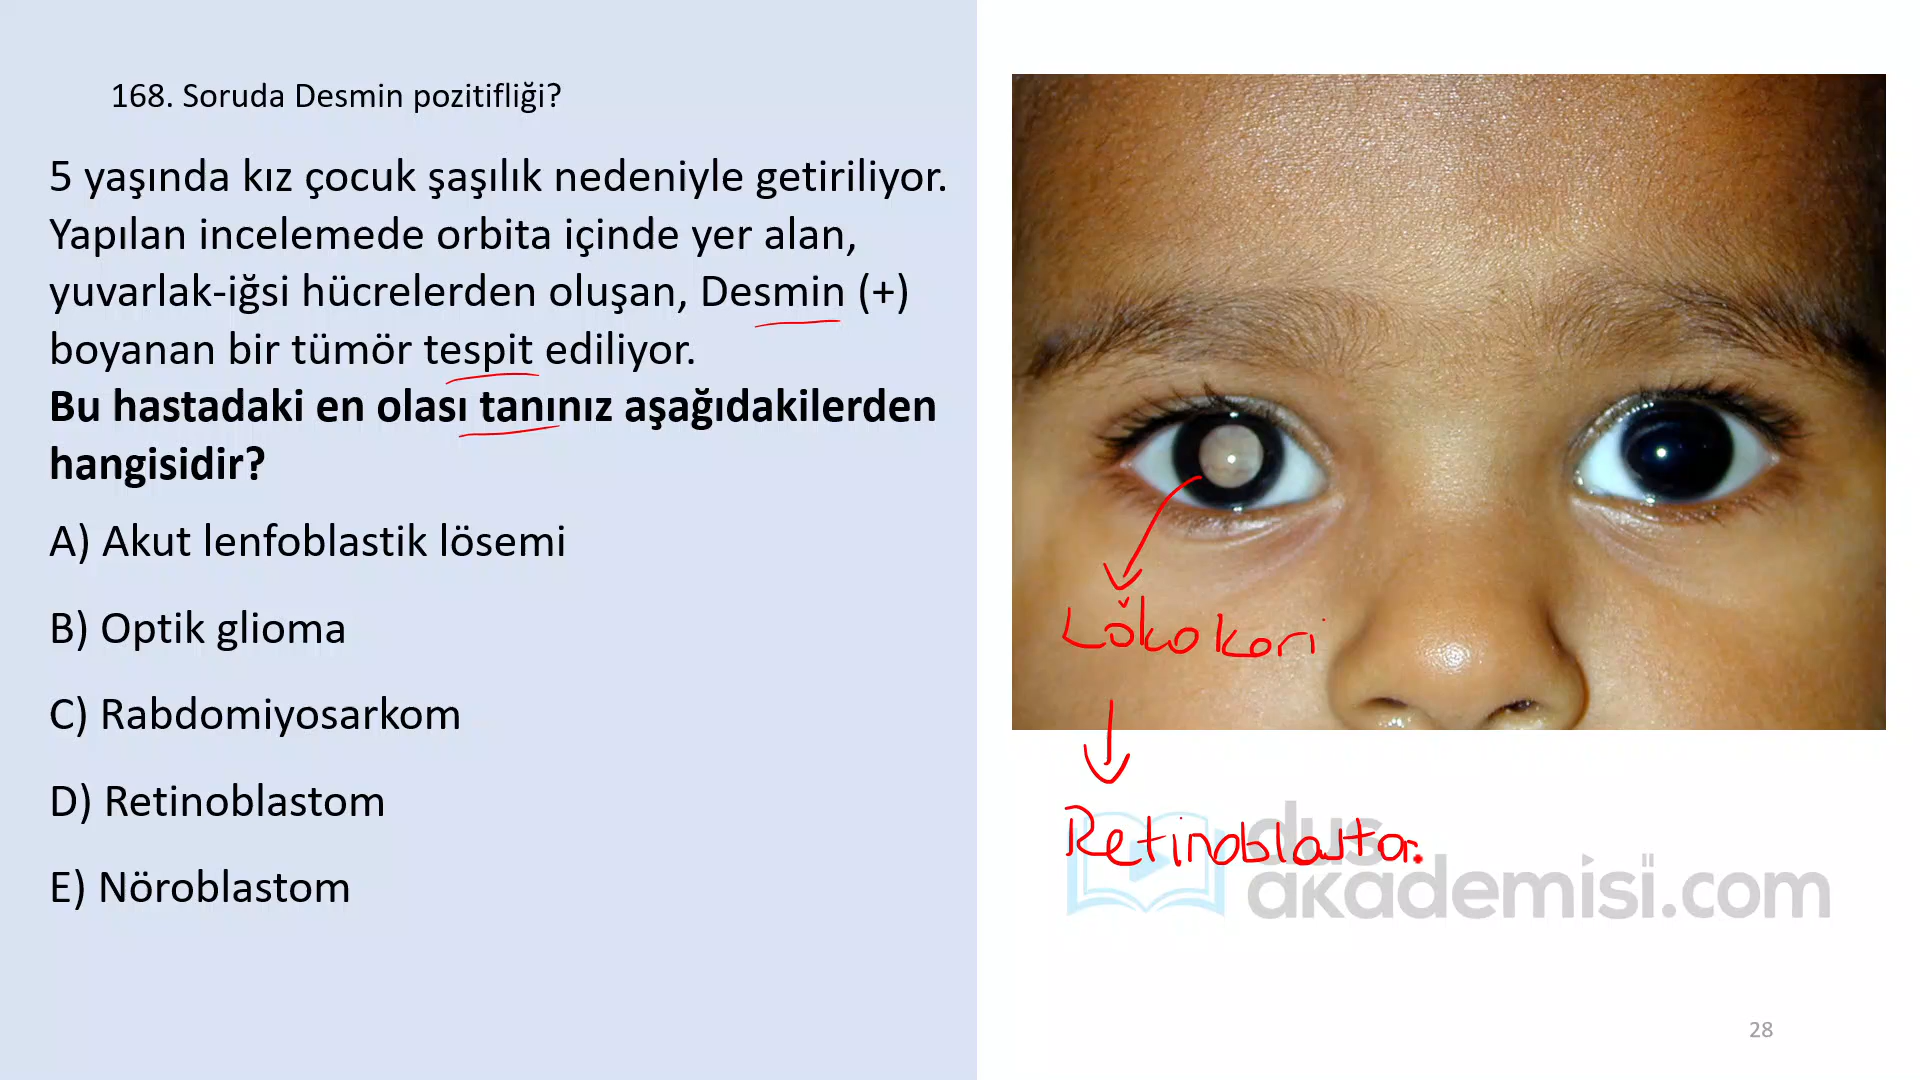 168. Soruda Desmin pozitifliği?
5 yaşında kız çocuk şaşılık nedeniyle getiriliyor.
Yapılan incelemede orbita içinde yer alan,
yuvarlak-iğsi hücrelerden oluşan, Desmin (+)
boyanan bir tümör tespit ediliyor.
Bu hastadaki en olası tanınız aşağıdakilerden
hangisidir?
A) Akut lenfoblastik lösemi
B) Optik glioma
C) Rabdomiyosarkom
D) Retinoblastom
E) Nöroblastom
Lökokori
Retinoblasto
dus
akademisi.com
28